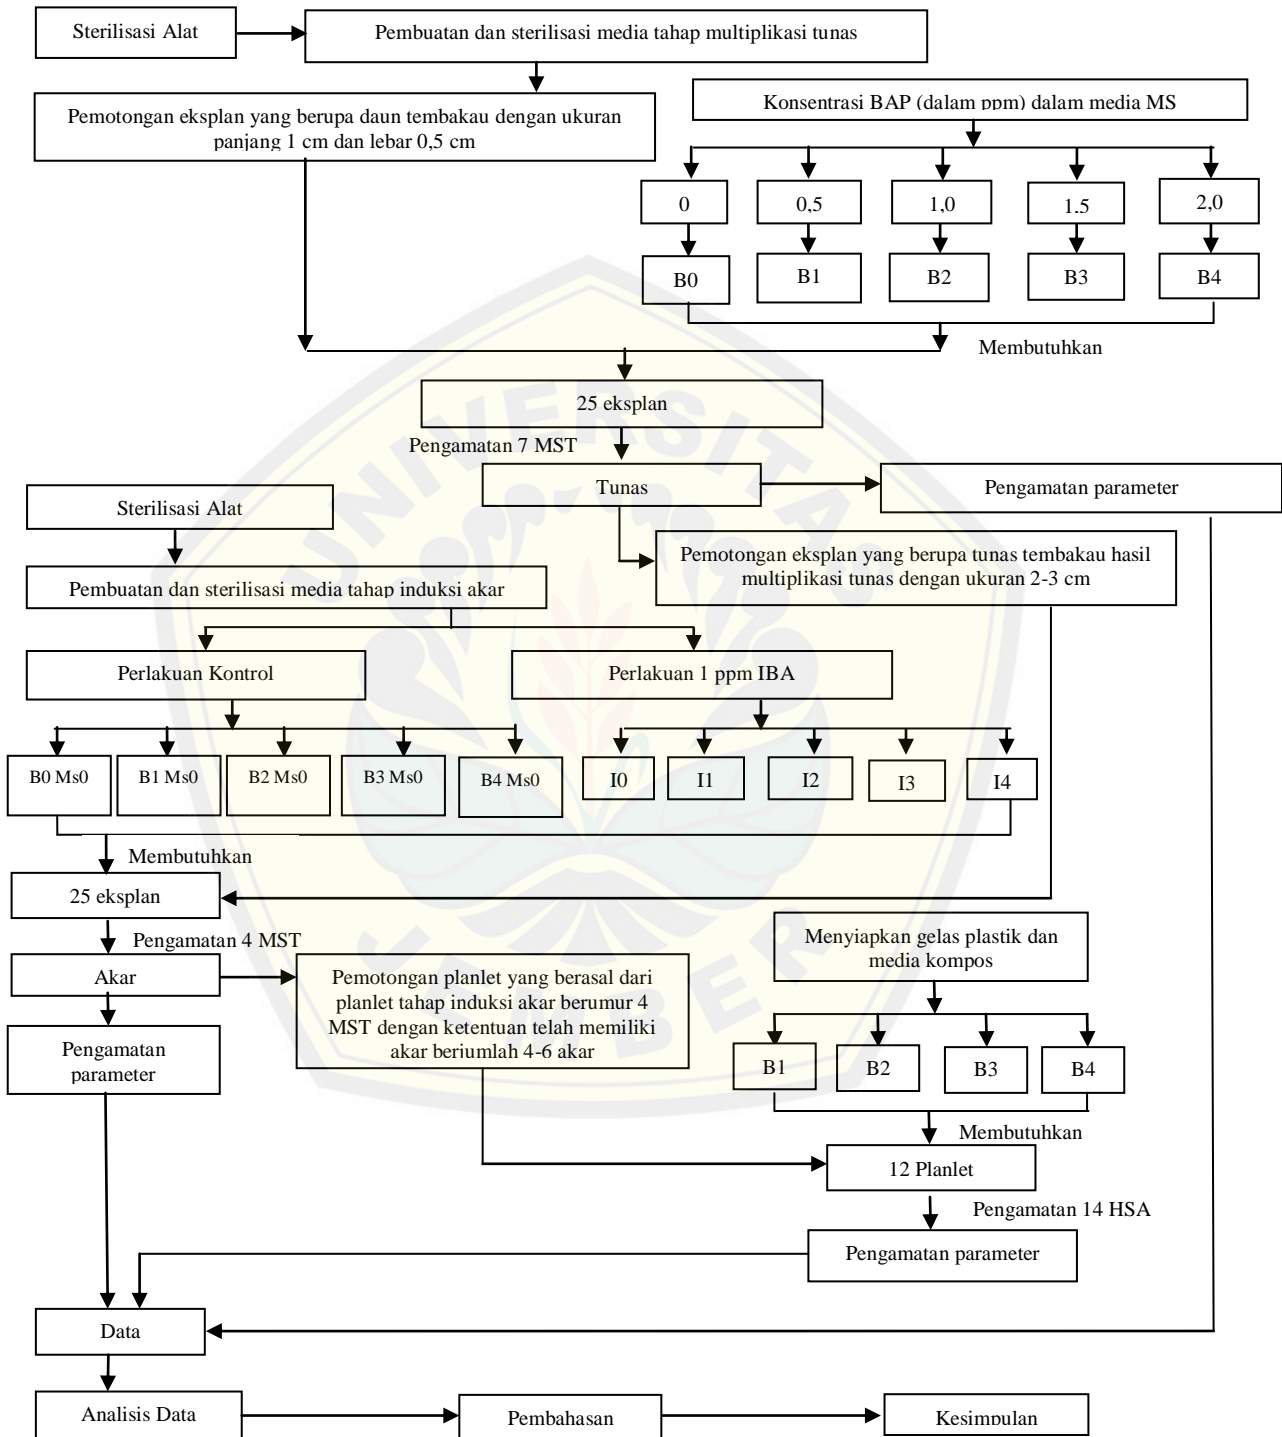 Sterilisasi Alat
Pembuatan dan sterilisasi media tahap multiplikasi tunas
Pemotongan eksplan yang berupa daun tembakau dengan ukuran
panjang 1 cm dan lebar 0,5 cm
Konsentrasi BAP (dalam ppm) dalam media MS
0
0,5
1,0
1,5
2,0
B0
B1
B2
B3
B4
Membutuhkan
25 eksplan
Pengamatan 7 MST
Tunas
Pengamatan parameter
Sterilisasi Alat
Pemotongan eksplan yang berupa tunas tembakau hasil
multiplikasi tunas dengan ukuran 2-3 cm
Pembuatan dan sterilisasi media tahap induksi akar
Perlakuan Kontrol
Perlakuan 1 ppm IBA
B0 Ms0
B1 Ms0
B2 Ms0
B3 Ms0
B4 Ms0
I0
I1
I2
I3
I4
Membutuhkan
25 eksplan
Pengamatan 4 MST
Akar
Pemotongan planlet yang berasal dari
planlet tahap induksi akar berumur 4
MST dengan ketentuan telah memiliki
akar berjumlah 4-6 akar
Menyiapkan gelas plastik dan
media kompos
Pengamatan
parameter
B1
B2
B3
B4
Membutuhkan
12 Planlet
Pengamatan 14 HSA
Pengamatan parameter
Data
Analisis Data
Pembahasan
Kesimpulan
UNIVERSITAS
JEMBER